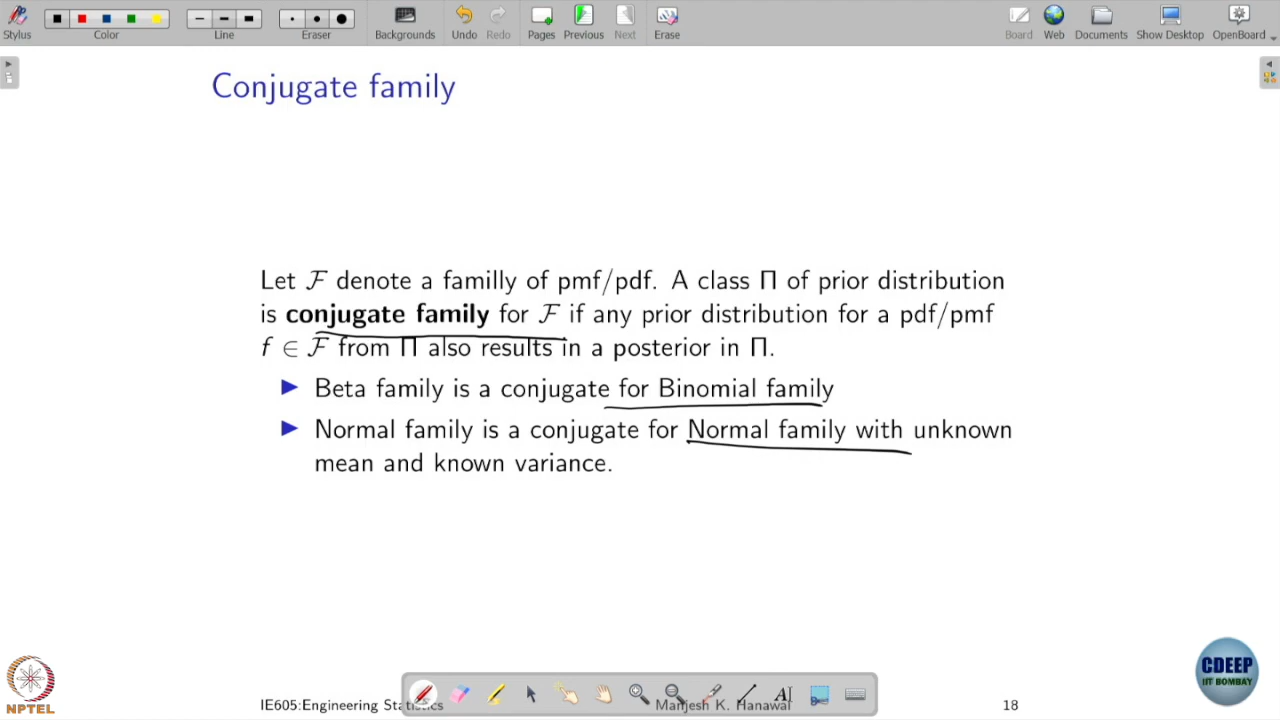 Stylus
Color
Line
Eraser
Backgrounds
Undo
Redo
Pages
Previous
Next
Erase
Board
Web
Documents
Show Desktop
OpenBoard
Conjugate family
Let ℱ denote a familly of pmf/pdf. A class Π of prior distribution
is conjugate family for ℱ if any prior distribution for a pdf/pmf
f ∈ ℱ from Π also results in a posterior in Π.
Beta family is a conjugate for Binomial family
Normal family is a conjugate for Normal family with unknown
mean and known variance.
NPTEL
IE605:Engineering Statistics
Manjesh K. Hanawal
18
CDEEP
IIT BOMBAY